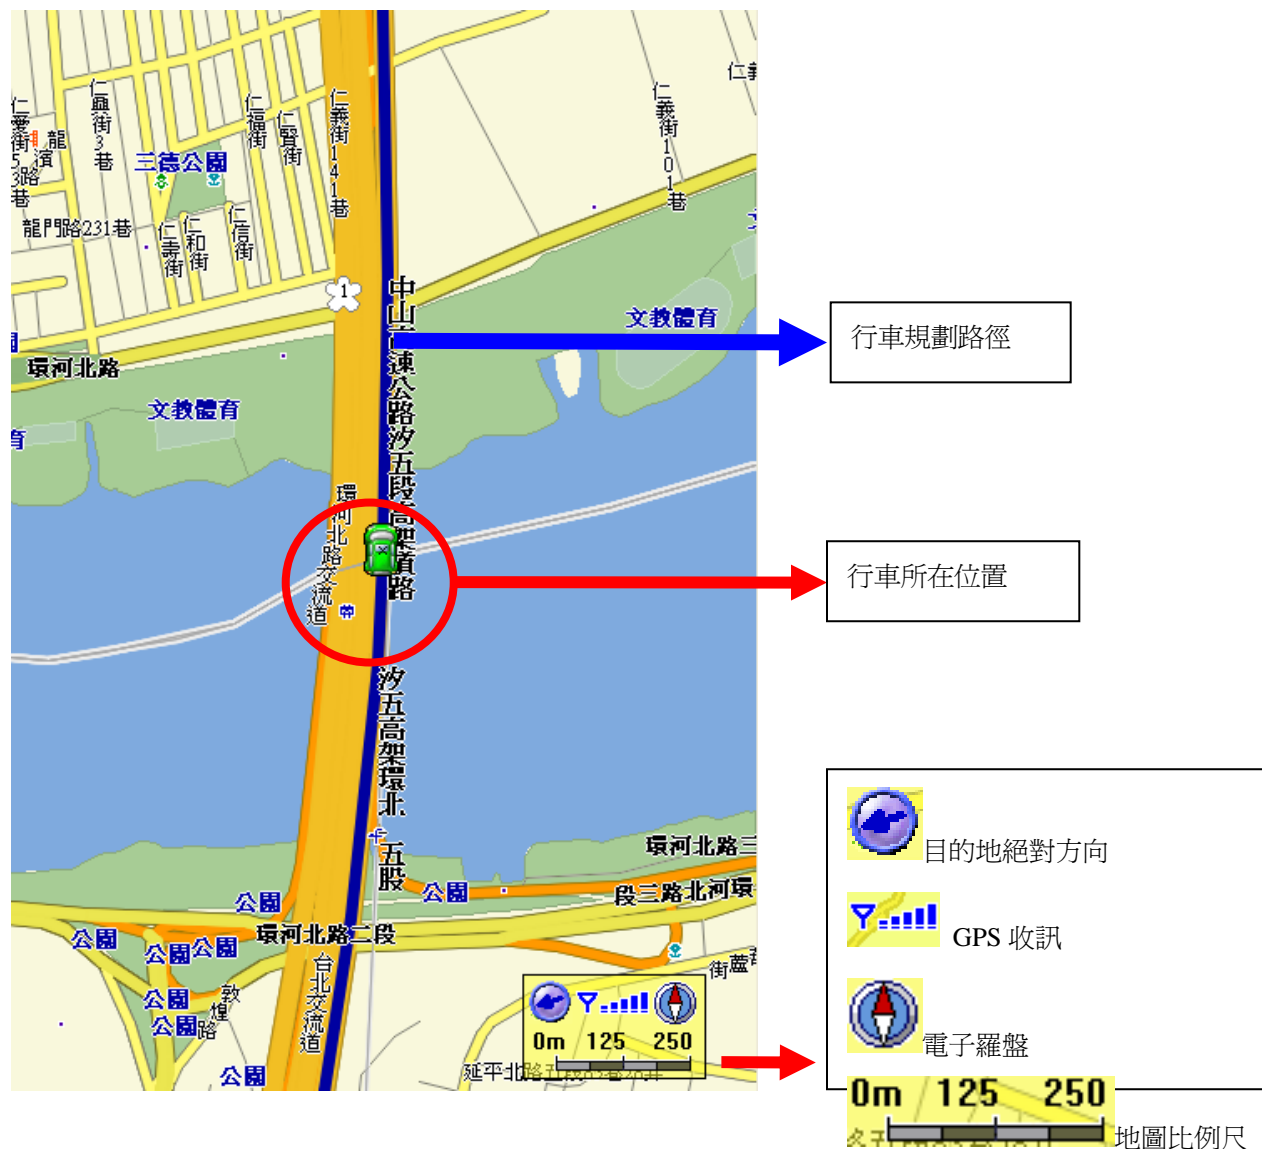 仁義街101巷
仁愛街53巷
龍濱路
仁興街3巷
仁福街
仁賢街
仁義街141巷
三德公園
龍門路231巷
仁壽街
仁和街
仁信街
1
中山高速公路汐五段高架道路
文教體育
行車規劃路徑
環河北路
文教體育
育
環河北路交流道
行車所在位置
汐五高架環北 五股
環河北路三
公園
段三路北河環
公園
公園
公園
公園
環河北路二段
公園
公園
敦煌路
台北交流道
公園
街蘆
0m 125 250
目的地絕對方向
GPS 收訊
電子羅盤
0m 125 250
地圖比例尺